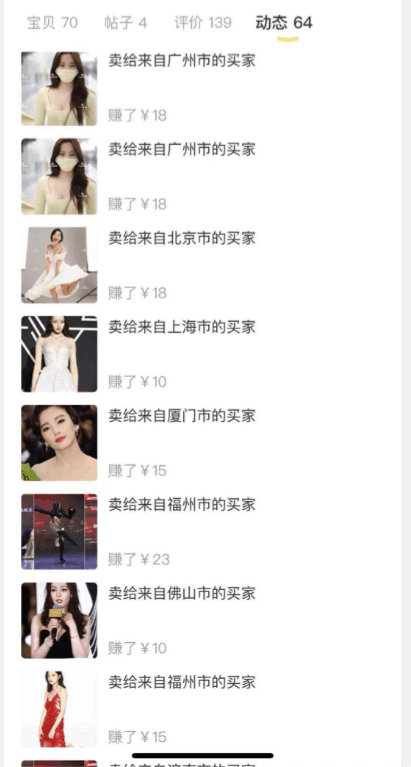 宝贝 70 帖子 4 评价 139 动态 64
卖给来自广州市的买家
赚了￥18
卖给来自广州市的买家
赚了￥18
卖给来自北京市的买家
赚了￥18
卖给来自上海市的买家
赚了￥10
卖给来自厦门市的买家
赚了￥15
卖给来自福州市的买家
赚了￥23
卖给来自佛山市的买家
赚了￥10
卖给来自福州市的买家
赚了￥15